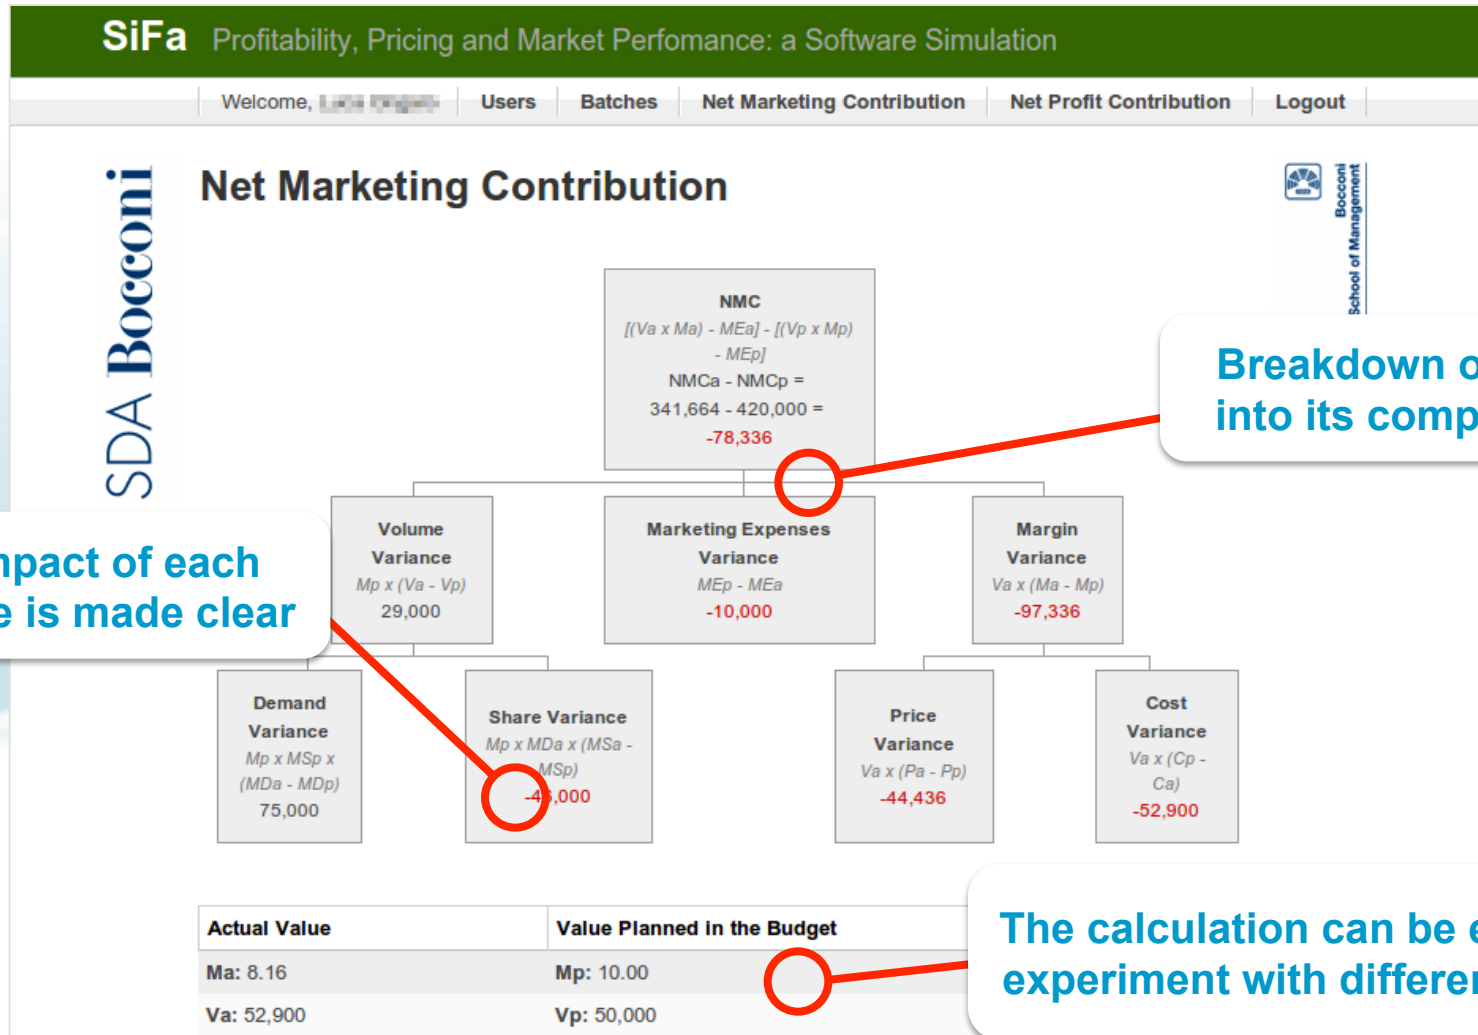 SiFa Profitability, Pricing and Market Perfomance: a Software Simulation
Welcome, Users Batches Net Marketing Contribution Net Profit Contribution Logout
SDA Bocconi
Net Marketing Contribution
Bocconi
School of Management
NMC
[(Va x Ma) - MEa] - [(Vp x Mp)
- MEp]
NMCa - NMCp =
341,664 - 420,000 =
-78,336
Breakdown o
into its comp
Volume
Variance
Mp x (Va - Vp)
29,000
Marketing Expenses
Variance
MEp - MEa
-10,000
Margin
Variance
Va x (Ma - Mp)
-97,336
mpact of each
e is made clear
Demand
Variance
Mp x MSp x
(MDa - MDp)
75,000
Share Variance
Mp x MDa x (MSa -
MSp)
-46,000
Price
Variance
Va x (Pa - Pp)
-44,436
Cost
Variance
Va x (Cp -
Ca)
-52,900
Actual Value Value Planned in the Budget
Ma: 8.16 Mp: 10.00
Va: 52,900 Vp: 50,000
The calculation can be e
experiment with differen